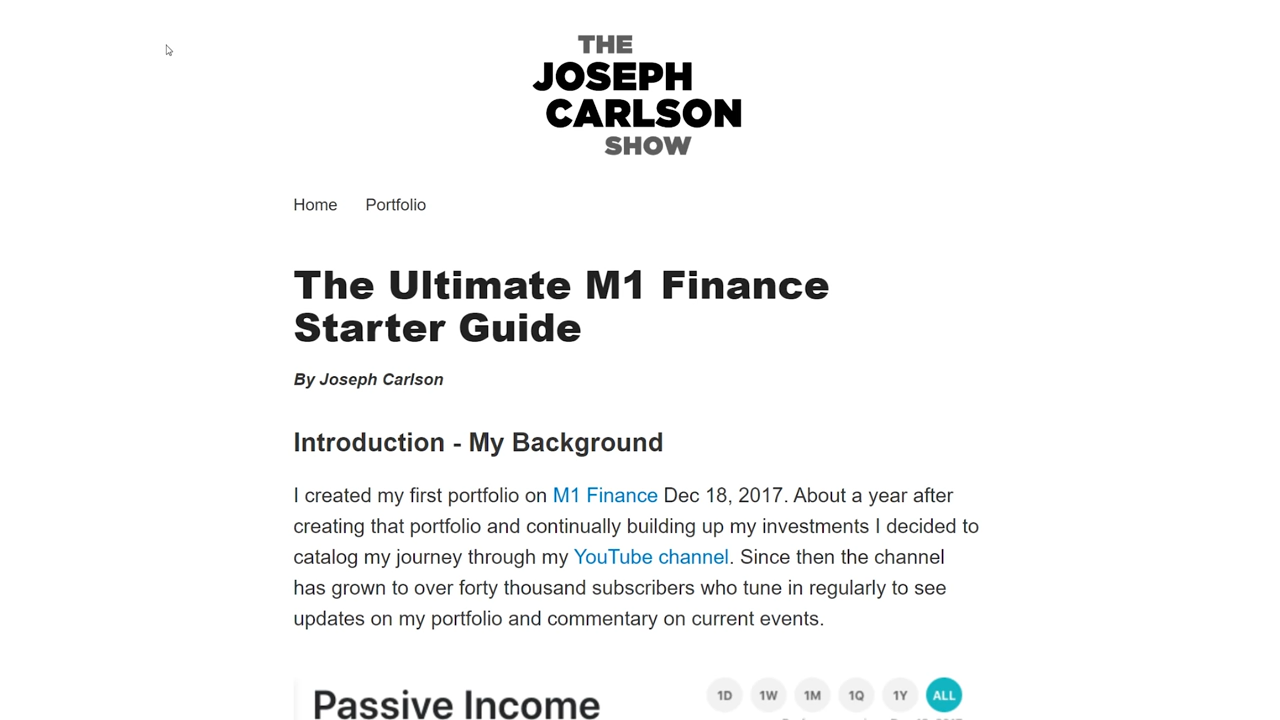 THE
JOSEPH
CARLSON
SHOW
Home Portfolio
The Ultimate M1 Finance
Starter Guide
By Joseph Carlson
Introduction - My Background
I created my first portfolio on M1 Finance Dec 18, 2017. About a year after
creating that portfolio and continually building up my investments I decided to
catalog my journey through my YouTube channel. Since then the channel
has grown to over forty thousand subscribers who tune in regularly to see
updates on my portfolio and commentary on current events.
Passive Income 1D 1W 1M 1Q 1Y ALL